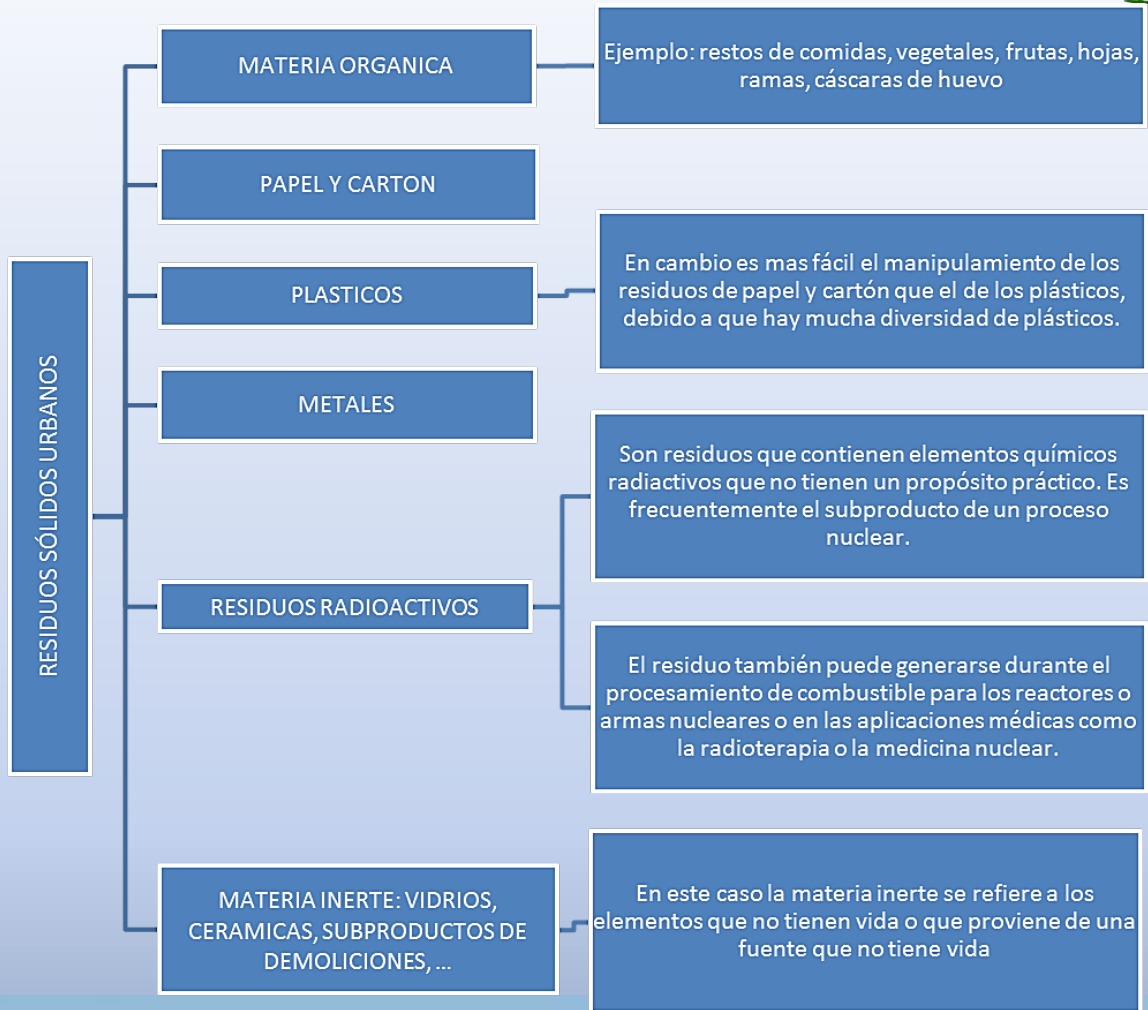 RESIDUOS SÓLIDOS URBANOS
MATERIA ORGANICA
Ejemplo: restos de comidas, vegetales, frutas, hojas,
ramas, cáscaras de huevo
PAPEL Y CARTON
PLASTICOS
En cambio es mas fácil el manipulamiento de los
residuos de papel y cartón que el de los plásticos,
debido a que hay mucha diversidad de plásticos.
METALES
RESIDUOS RADIOACTIVOS
Son residuos que contienen elementos químicos
radiactivos que no tienen un propósito práctico. Es
frecuentemente el subproducto de un proceso
nuclear.
El residuo también puede generarse durante el
procesamiento de combustible para los reactores o
armas nucleares o en las aplicaciones médicas como
la radioterapia o la medicina nuclear.
MATERIA INERTE: VIDRIOS,
CERAMICAS, SUBPRODUCTOS DE
DEMOLICIONES, ...
En este caso la materia inerte se refiere a los
elementos que no tienen vida o que proviene de una
fuente que no tiene vida